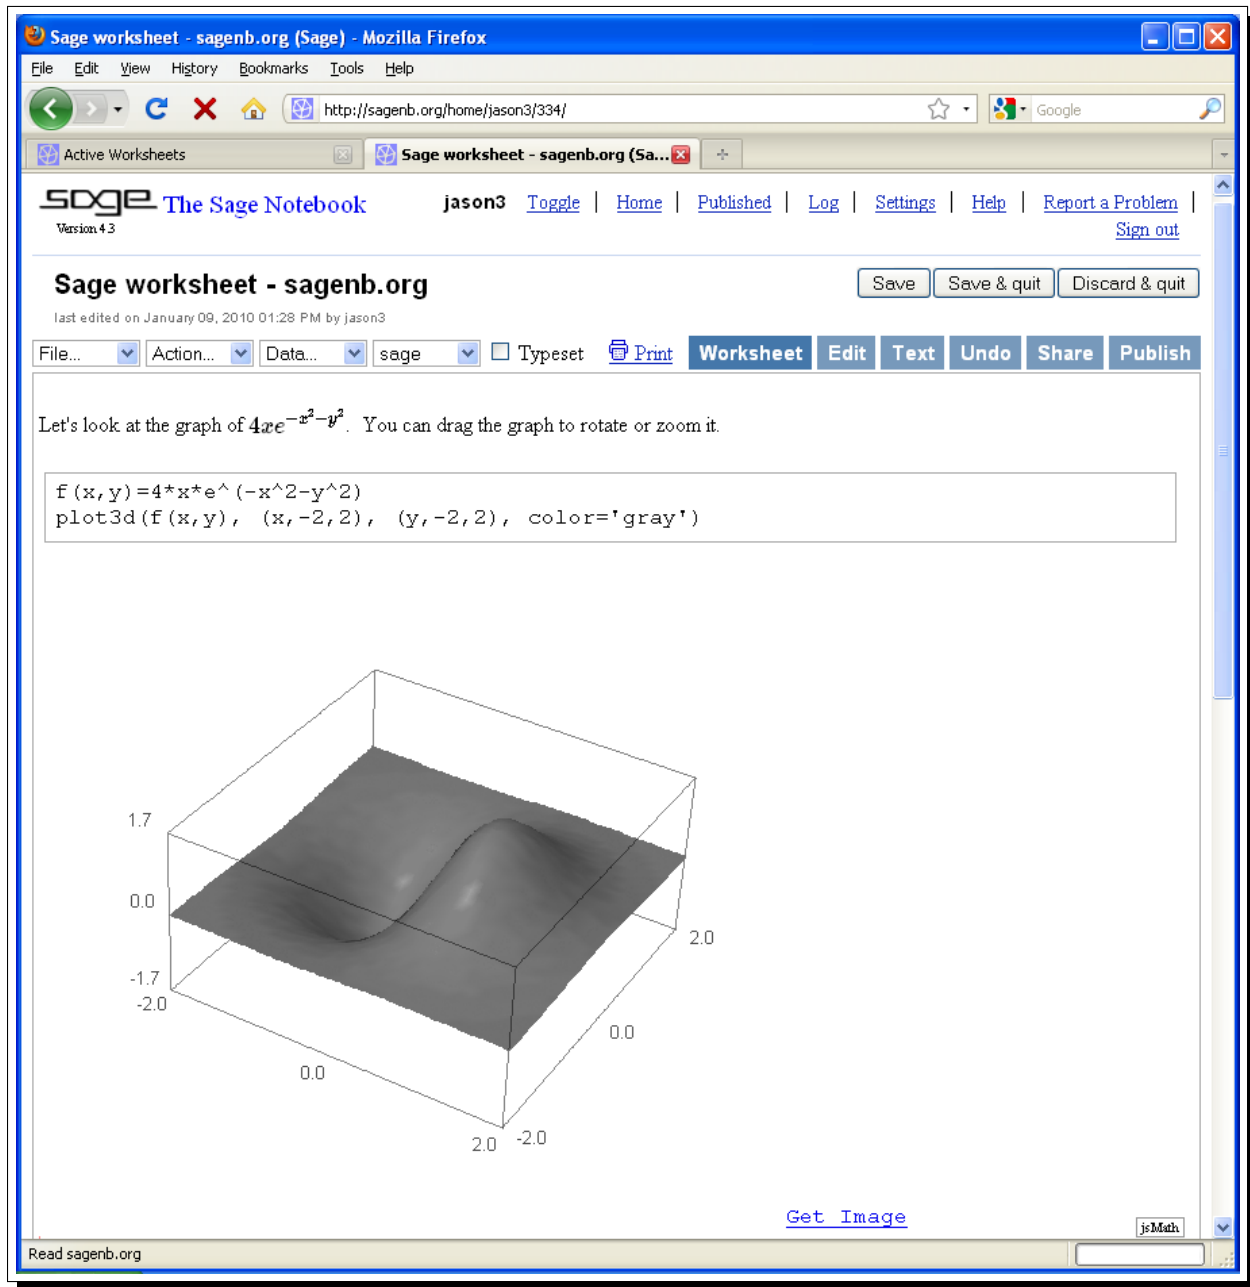 Sage worksheet - sagenb.org (Sage) - Mozilla Firefox
File Edit View History Bookmarks Tools Help
http://sagenb.org/home/jason3/334/ Google
Active Worksheets Sage worksheet - sagenb.org (Sa...
sage The Sage Notebook jason3 Toggle | Home | Published | Log | Settings | Help | Report a Problem |
Version 4.3 Sign out
Sage worksheet - sagenb.org Save Save & quit Discard & quit
last edited on January 09, 2010 01:28 PM by jason3
File... Action... Data... sage Typeset Print Worksheet Edit Text Undo Share Publish
Let's look at the graph of 4xe^{-x^2-y^2}. You can drag the graph to rotate or zoom it.
f(x,y)=4*x*e^(-x^2-y^2)
plot3d(f(x,y), (x,-2,2), (y,-2,2), color='gray')
1.7
0.0
2.0
-1.7
-2.0
0.0
0.0
2.0 -2.0
Get Image
jsMath
Read sagenb.org